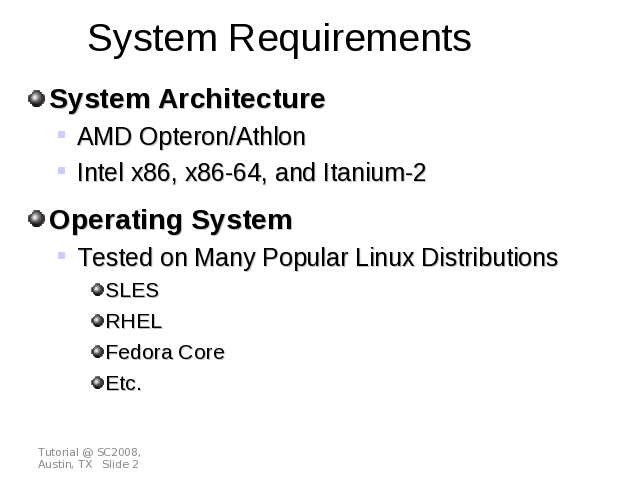 System Requirements
System Architecture
AMD Opteron/Athlon
Intel x86, x86-64, and Itanium-2
Operating System
Tested on Many Popular Linux Distributions
SLES
RHEL
Fedora Core
Etc.
Tutorial @ SC2008,
Austin, TX Slide 2